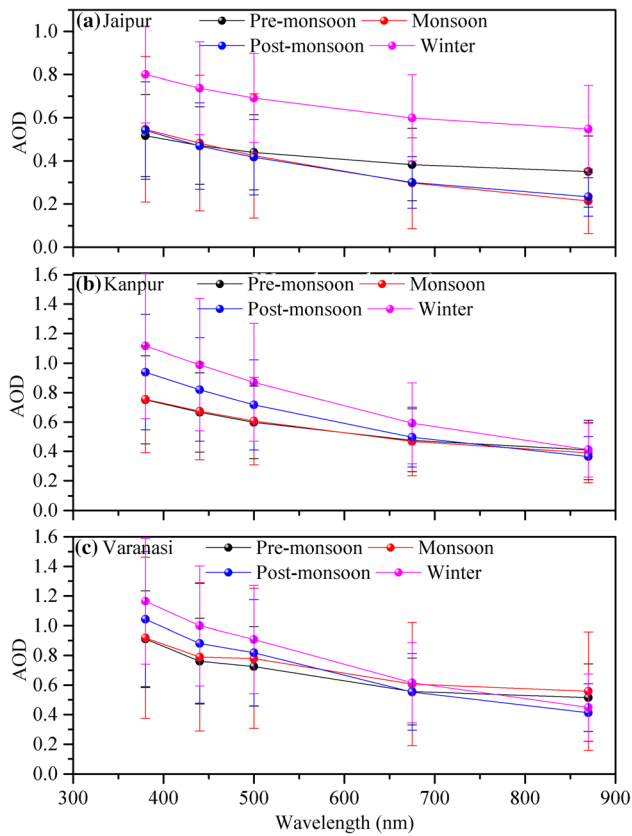 (a) Jaipur
Pre-monsoon
Monsoon
Post-monsoon
Winter
AOD
1.0
0.8
0.6
0.4
0.2
0.0
(b) Kanpur
Pre-monsoon
Monsoon
Post-monsoon
Winter
AOD
1.6
1.4
1.2
1.0
0.8
0.6
0.4
0.2
0.0
(c) Varanasi
Pre-monsoon
Monsoon
Post-monsoon
Winter
AOD
1.6
1.4
1.2
1.0
0.8
0.6
0.4
0.2
0.0
300 400 500 600 700 800 900
Wavelength (nm)